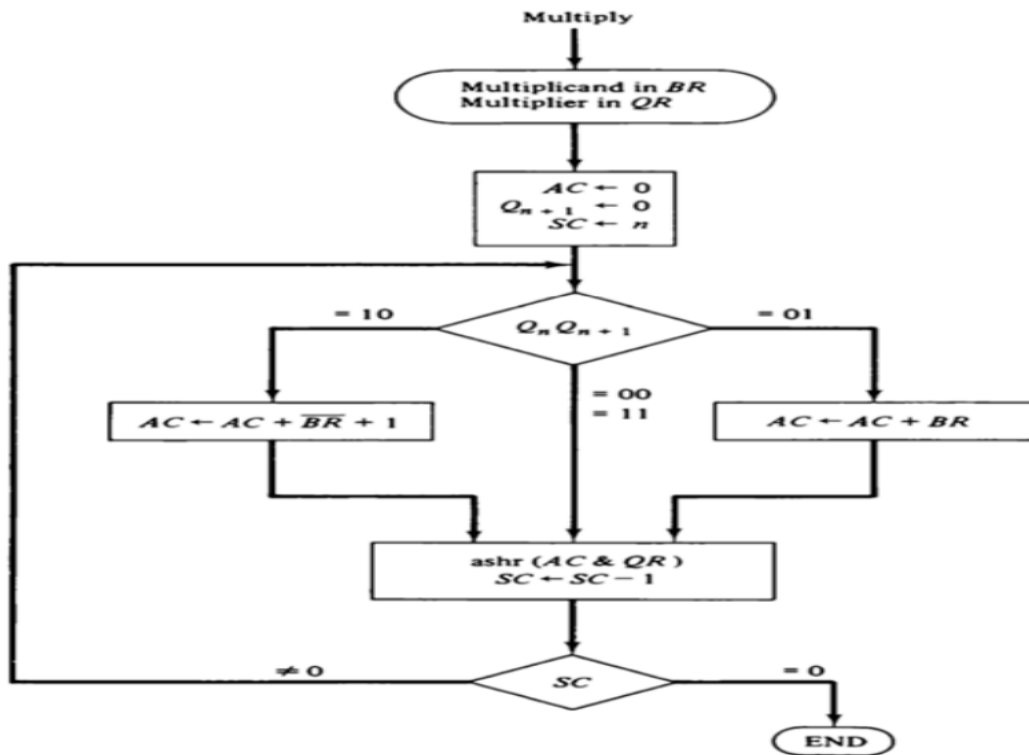 Multiply
Multiplicand in BR
Multiplier in QR
AC ← 0
Qn + 1 ← 0
SC ← n
= 10
QnQn + 1
= 01
= 00
= 11
AC ← AC + B̅R̅ + 1
AC ← AC + BR
ashr (AC & QR)
SC ← SC − 1
≠ 0
SC
= 0
END